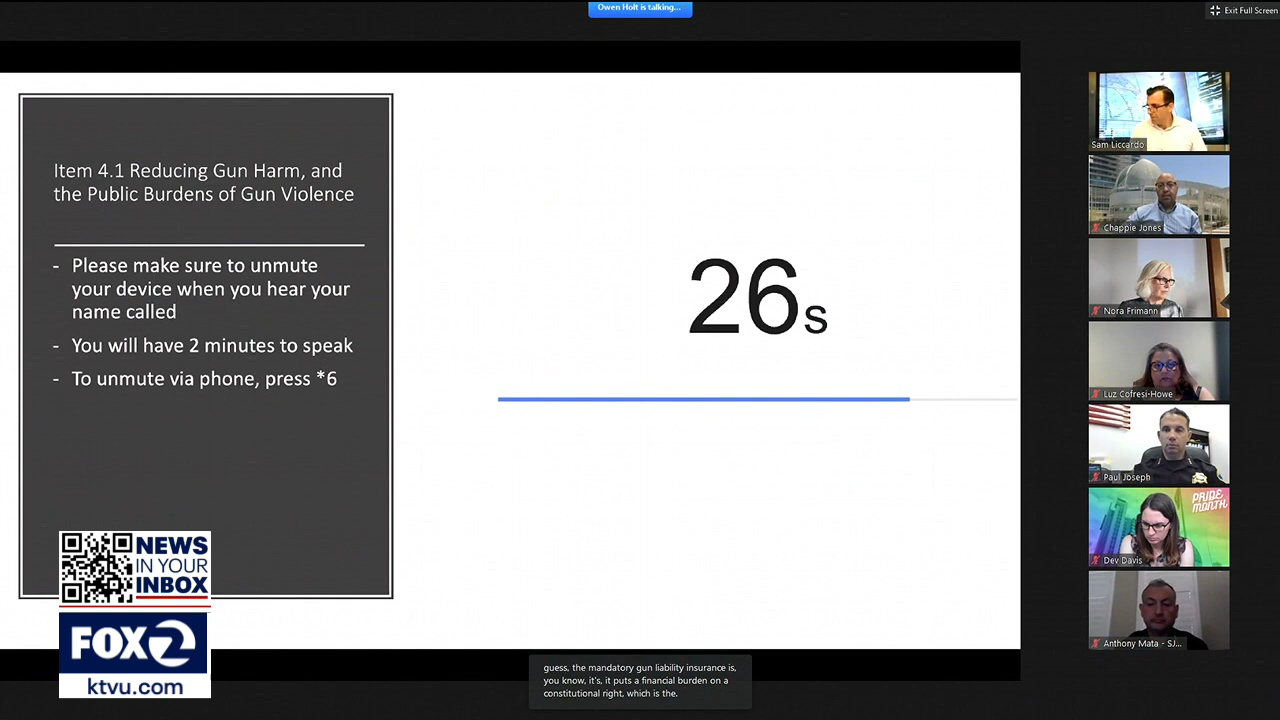 Owen Holt is talking...
Exit Full Screen
Item 4.1 Reducing Gun Harm, and
the Public Burdens of Gun Violence
- Please make sure to unmute
your device when you hear your
name called
- You will have 2 minutes to speak
- To unmute via phone, press *6
26s
Sam Liccardo
Chappie Jones
Nora Frimann
Luz Cofresi-Howe
Paul Joseph
PRIDE
MONTH
Dev Davis
Anthony Mata - SJ...
NEWS
IN YOUR
INBOX
FOX 2
ktvu.com
guess, the mandatory gun liability insurance is,
you know, it's, it puts a financial burden on a
constitutional right, which is the.